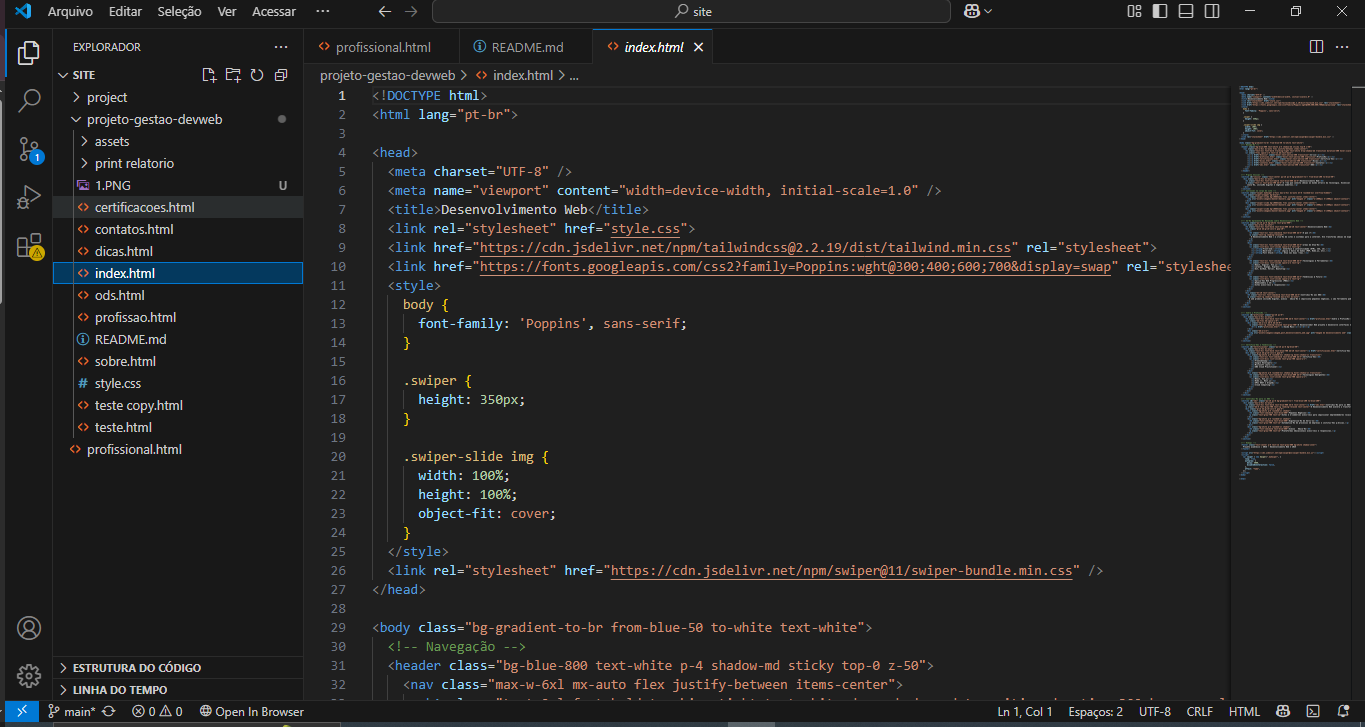 Arquivo Editar Seleção Ver Acessar ··· site
EXPLORADOR ···
SITE
project
projeto-gestao-devweb
assets
print relatorio
1.PNG U
certificacoes.html
contatos.html
dicas.html
index.html
ods.html
profissao.html
README.md
sobre.html
style.css
teste copy.html
teste.html
profissional.html
ESTRUTURA DO CÓDIGO
LINHA DO TEMPO
1
profissional.html README.md index.html
projeto-gestao-devweb > index.html > ...
1 <!DOCTYPE html>
2 <html lang="pt-br">
3
4 <head>
5 <meta charset="UTF-8" />
6 <meta name="viewport" content="width=device-width, initial-scale=1.0" />
7 <title>Desenvolvimento Web</title>
8 <link rel="stylesheet" href="style.css">
9 <link href="https://cdn.jsdelivr.net/npm/tailwindcss@2.2.19/dist/tailwind.min.css" rel="stylesheet">
10 <link href="https://fonts.googleapis.com/css2?family=Poppins:wght@300;400;600;700&display=swap" rel="styleshee
11 <style>
12 body {
13 font-family: 'Poppins', sans-serif;
14 }
15
16 .swiper {
17 height: 350px;
18 }
19
20 .swiper-slide img {
21 width: 100%;
22 height: 100%;
23 object-fit: cover;
24 }
25 </style>
26 <link rel="stylesheet" href="https://cdn.jsdelivr.net/npm/swiper@11/swiper-bundle.min.css" />
27 </head>
28
29 <body class="bg-gradient-to-br from-blue-50 to-white text-white">
30 <!-- Navegação -->
31 <header class="bg-blue-800 text-white p-4 shadow-md sticky top-0 z-50">
32 <nav class="max-w-6xl mx-auto flex justify-between items-center">
main* 0 0 Open In Browser Ln 1, Col 1 Espaços: 2 UTF-8 CRLF HTML